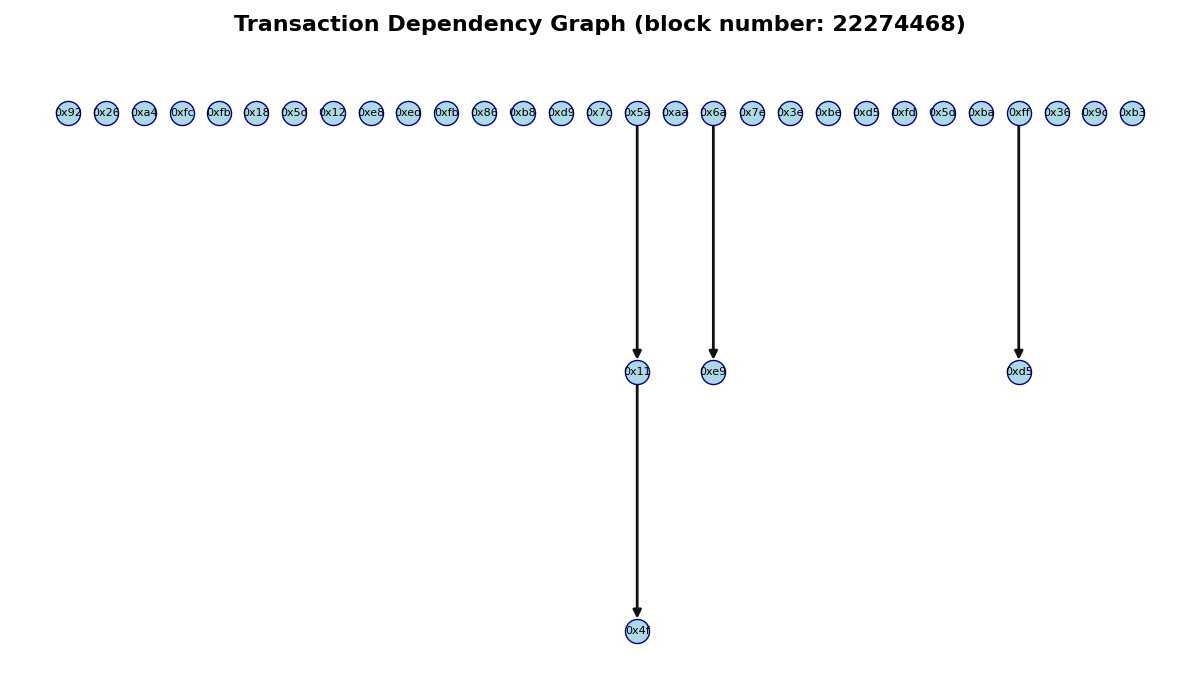 Transaction Dependency Graph (block number: 22274468)
0x92 0x26 0xa4 0xfc 0xfb 0x18 0x5d 0x12 0xe8 0xed 0xfb 0x86 0xb8 0xd9 0x7c 0x5a 0xaa 0x6a 0x7e 0x3e 0xbe 0xd5 0xfd 0x5d 0xba 0xff 0x36 0x9c 0xb3
0x11 0xe9 0xd5
0x4f